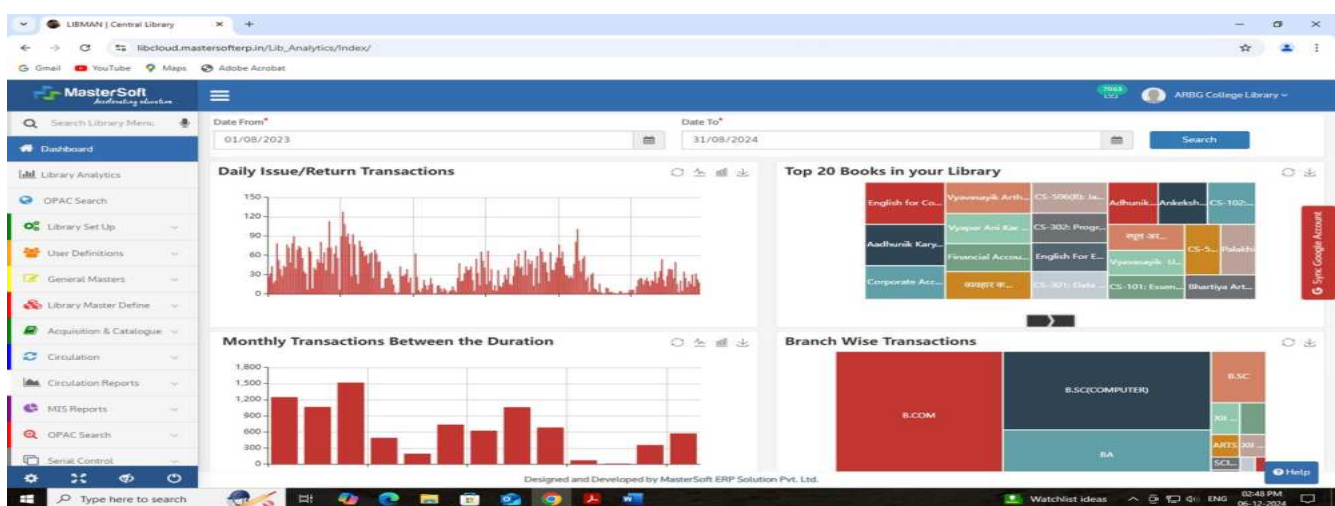 LIBMAN | Central Library
libcloud.mastersofterp.in/Lib_Analytics/Index/
Gmail YouTube Maps Adobe Acrobat
MasterSoft
Accelerating education
7063
ARBG College Library
Search Library Menu
Dashboard
Library Analytics
OPAC Search
Library Set Up
User Definitions
General Masters
Library Master Define
Acquisition & Catalogue
Circulation
Circulation Reports
MIS Reports
OPAC Search
Serial Control
Date From*
01/08/2023
Date To*
31/08/2024
Search
Daily Issue/Return Transactions
150
120
90
60
30
0
Top 20 Books in your Library
English for Co...
Aadhunik Kary...
Corporate Acc...
Vyavasayik Arth...
Vyapar Ani Kar ...
Financial Accou...
व्यवहार क...
CS-506(B): Ja...
CS-302: Progr...
English For E...
CS-301: Data ...
Adhunik...
Ankeksh...
CS-102:...
स्थूल अर...
Vyavasayik U...
CS-5...
Palakhi
CS-101: Essen...
Bhartiya Art...
Monthly Transactions Between the Duration
1,800
1,500
1,200
900
600
300
0
Branch Wise Transactions
B.COM
B.SC(COMPUTER)
BA
B.SC
XII ...
ARTS
XII ...
SCI...
Sync Google Account
Help
Designed and Developed by MasterSoft ERP Solution Pvt. Ltd.
Type here to search
Watchlist ideas
ENG
02:48 PM
06-12-2024